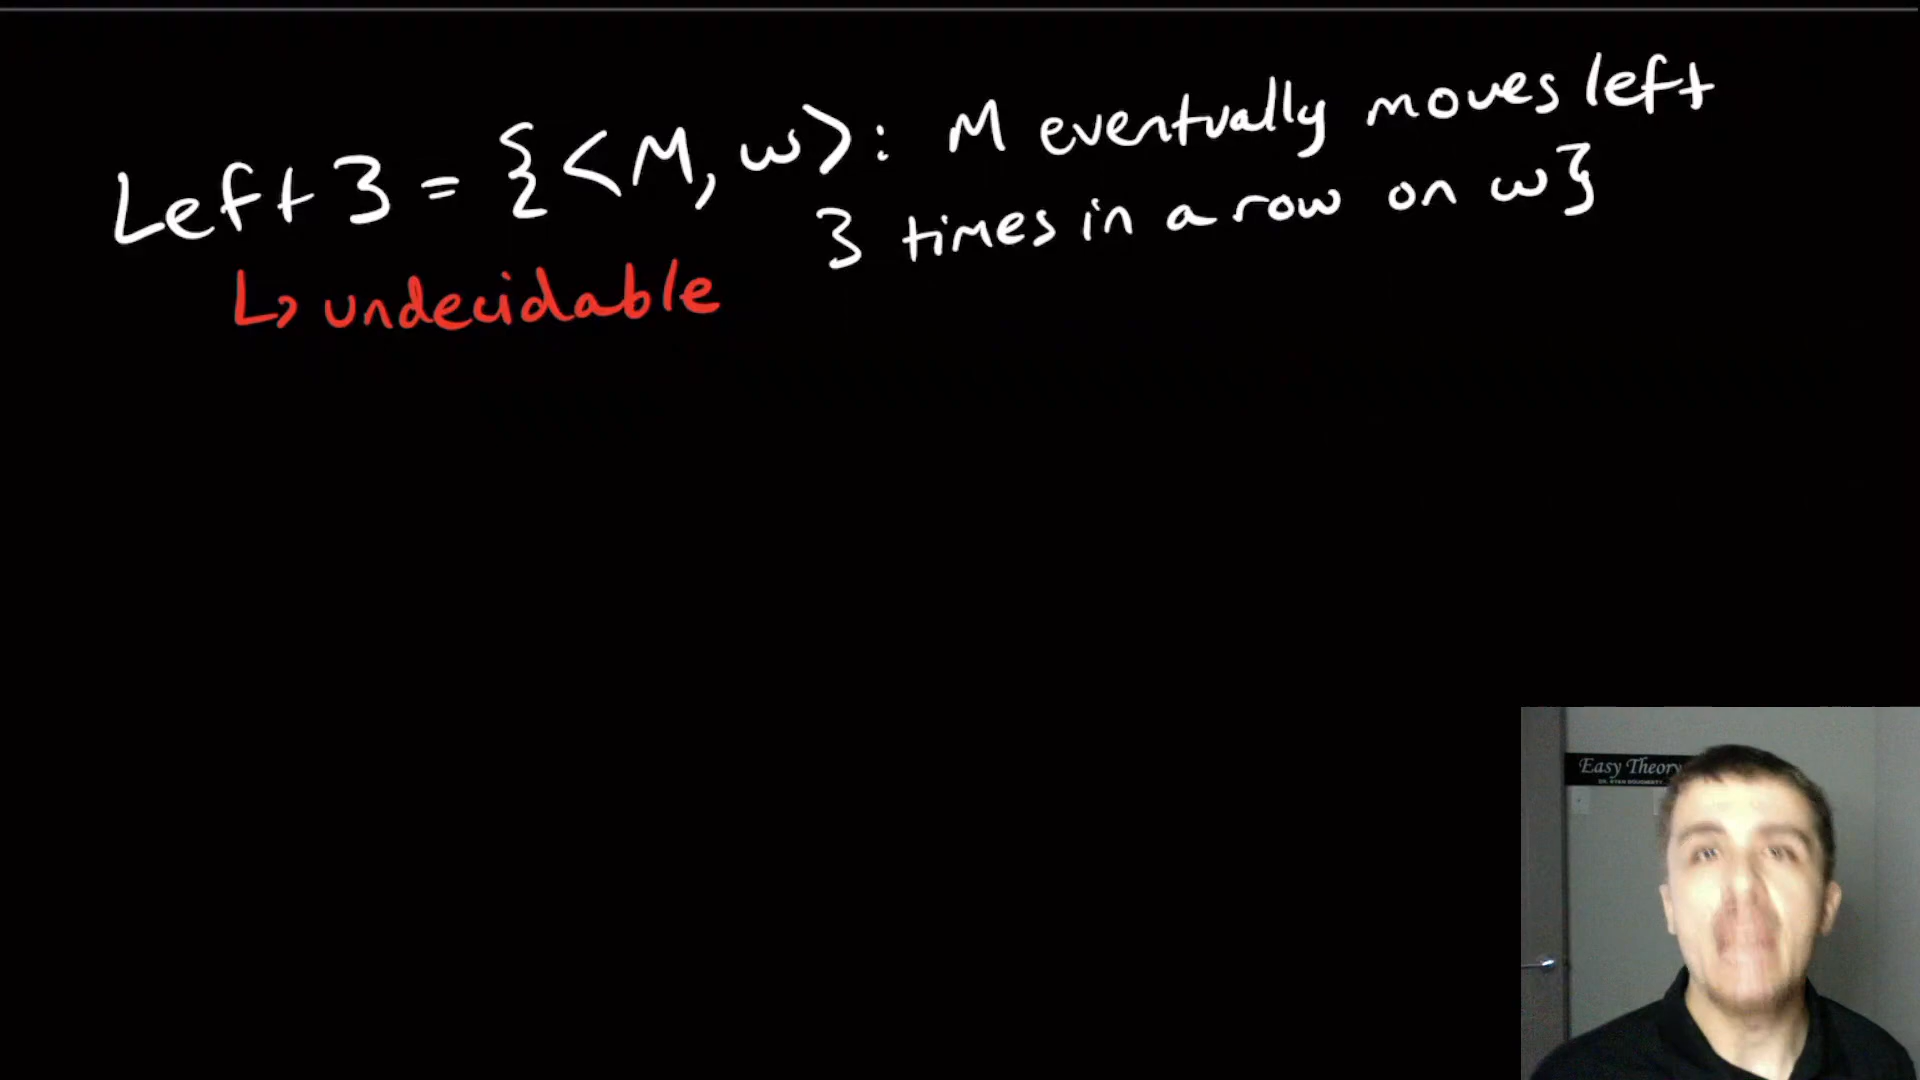 Left3 = {<M, w>: M eventually moves left
3 times in a row on w}
↳ undecidable
Easy Theory